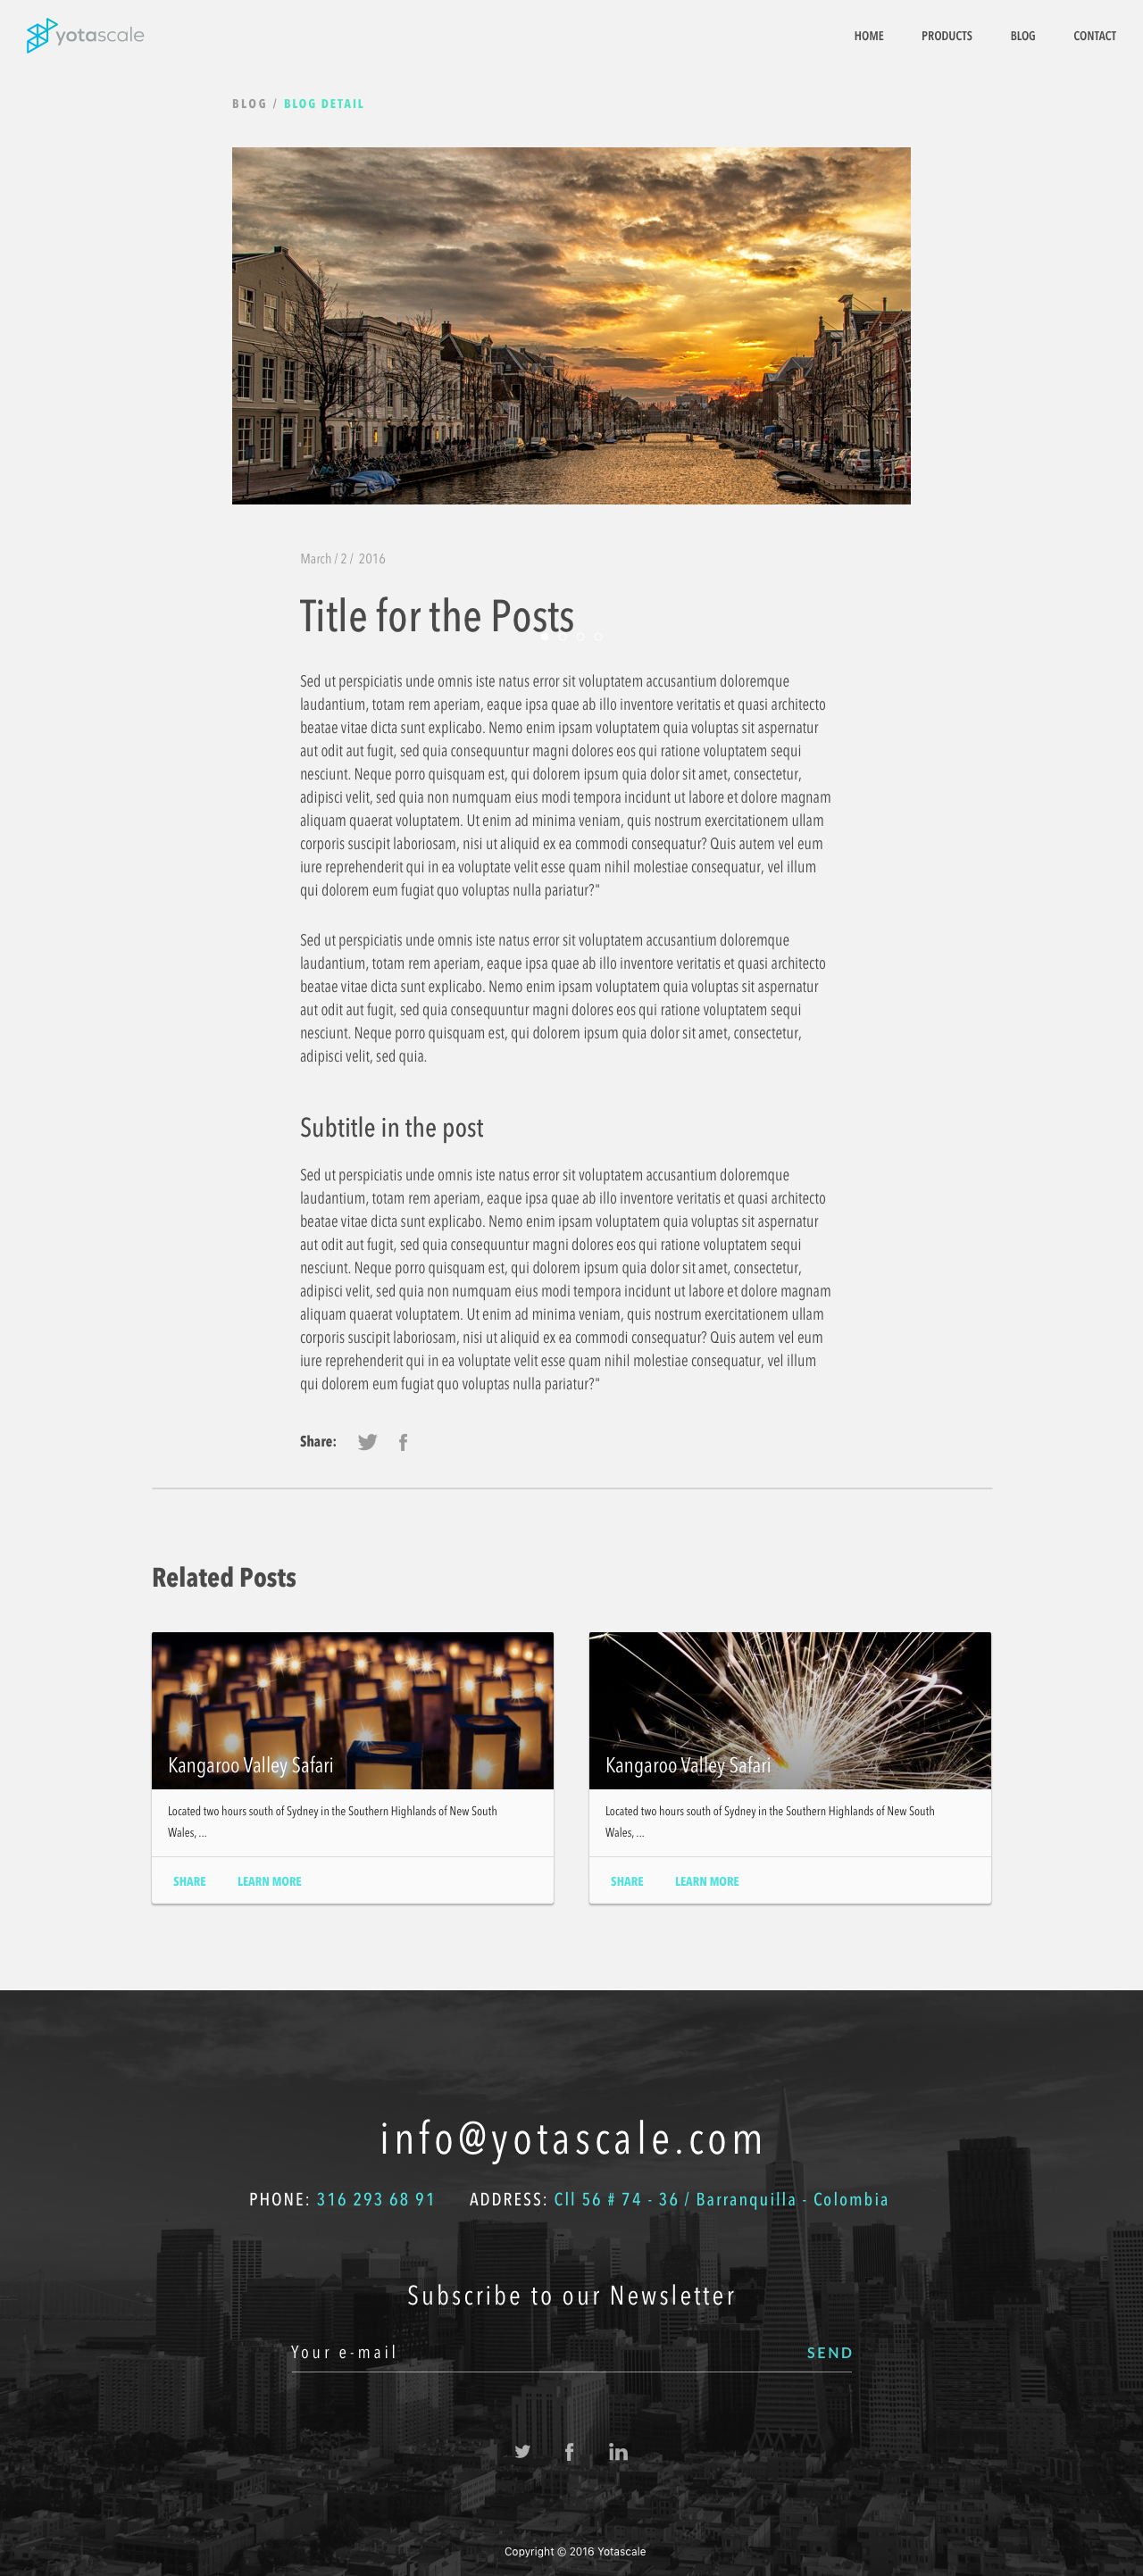 yotascale
HOME PRODUCTS BLOG CONTACT
BLOG / BLOG DETAIL
March / 2 / 2016
Title for the Posts
Sed ut perspiciatis unde omnis iste natus error sit voluptatem accusantium doloremque
laudantium, totam rem aperiam, eaque ipsa quae ab illo inventore veritatis et quasi architecto
beatae vitae dicta sunt explicabo. Nemo enim ipsam voluptatem quia voluptas sit aspernatur
aut odit aut fugit, sed quia consequuntur magni dolores eos qui ratione voluptatem sequi
nesciunt. Neque porro quisquam est, qui dolorem ipsum quia dolor sit amet, consectetur,
adipisci velit, sed quia non numquam eius modi tempora incidunt ut labore et dolore magnam
aliquam quaerat voluptatem. Ut enim ad minima veniam, quis nostrum exercitationem ullam
corporis suscipit laboriosam, nisi ut aliquid ex ea commodi consequatur? Quis autem vel eum
iure reprehenderit qui in ea voluptate velit esse quam nihil molestiae consequatur, vel illum
qui dolorem eum fugiat quo voluptas nulla pariatur?"
Sed ut perspiciatis unde omnis iste natus error sit voluptatem accusantium doloremque
laudantium, totam rem aperiam, eaque ipsa quae ab illo inventore veritatis et quasi architecto
beatae vitae dicta sunt explicabo. Nemo enim ipsam voluptatem quia voluptas sit aspernatur
aut odit aut fugit, sed quia consequuntur magni dolores eos qui ratione voluptatem sequi
nesciunt. Neque porro quisquam est, qui dolorem ipsum quia dolor sit amet, consectetur,
adipisci velit, sed quia.
Subtitle in the post
Sed ut perspiciatis unde omnis iste natus error sit voluptatem accusantium doloremque
laudantium, totam rem aperiam, eaque ipsa quae ab illo inventore veritatis et quasi architecto
beatae vitae dicta sunt explicabo. Nemo enim ipsam voluptatem quia voluptas sit aspernatur
aut odit aut fugit, sed quia consequuntur magni dolores eos qui ratione voluptatem sequi
nesciunt. Neque porro quisquam est, qui dolorem ipsum quia dolor sit amet, consectetur,
adipisci velit, sed quia non numquam eius modi tempora incidunt ut labore et dolore magnam
aliquam quaerat voluptatem. Ut enim ad minima veniam, quis nostrum exercitationem ullam
corporis suscipit laboriosam, nisi ut aliquid ex ea commodi consequatur? Quis autem vel eum
iure reprehenderit qui in ea voluptate velit esse quam nihil molestiae consequatur, vel illum
qui dolorem eum fugiat quo voluptas nulla pariatur?"
Share:
Related Posts
Kangaroo Valley Safari
Located two hours south of Sydney in the Southern Highlands of New South
Wales, ...
SHARE LEARN MORE
Kangaroo Valley Safari
Located two hours south of Sydney in the Southern Highlands of New South
Wales, ...
SHARE LEARN MORE
info@yotascale.com
PHONE: 316 293 68 91 ADDRESS: Cll 56 # 74 - 36 / Barranquilla - Colombia
Subscribe to our Newsletter
Your e-mail SEND
Copyright © 2016 Yotascale